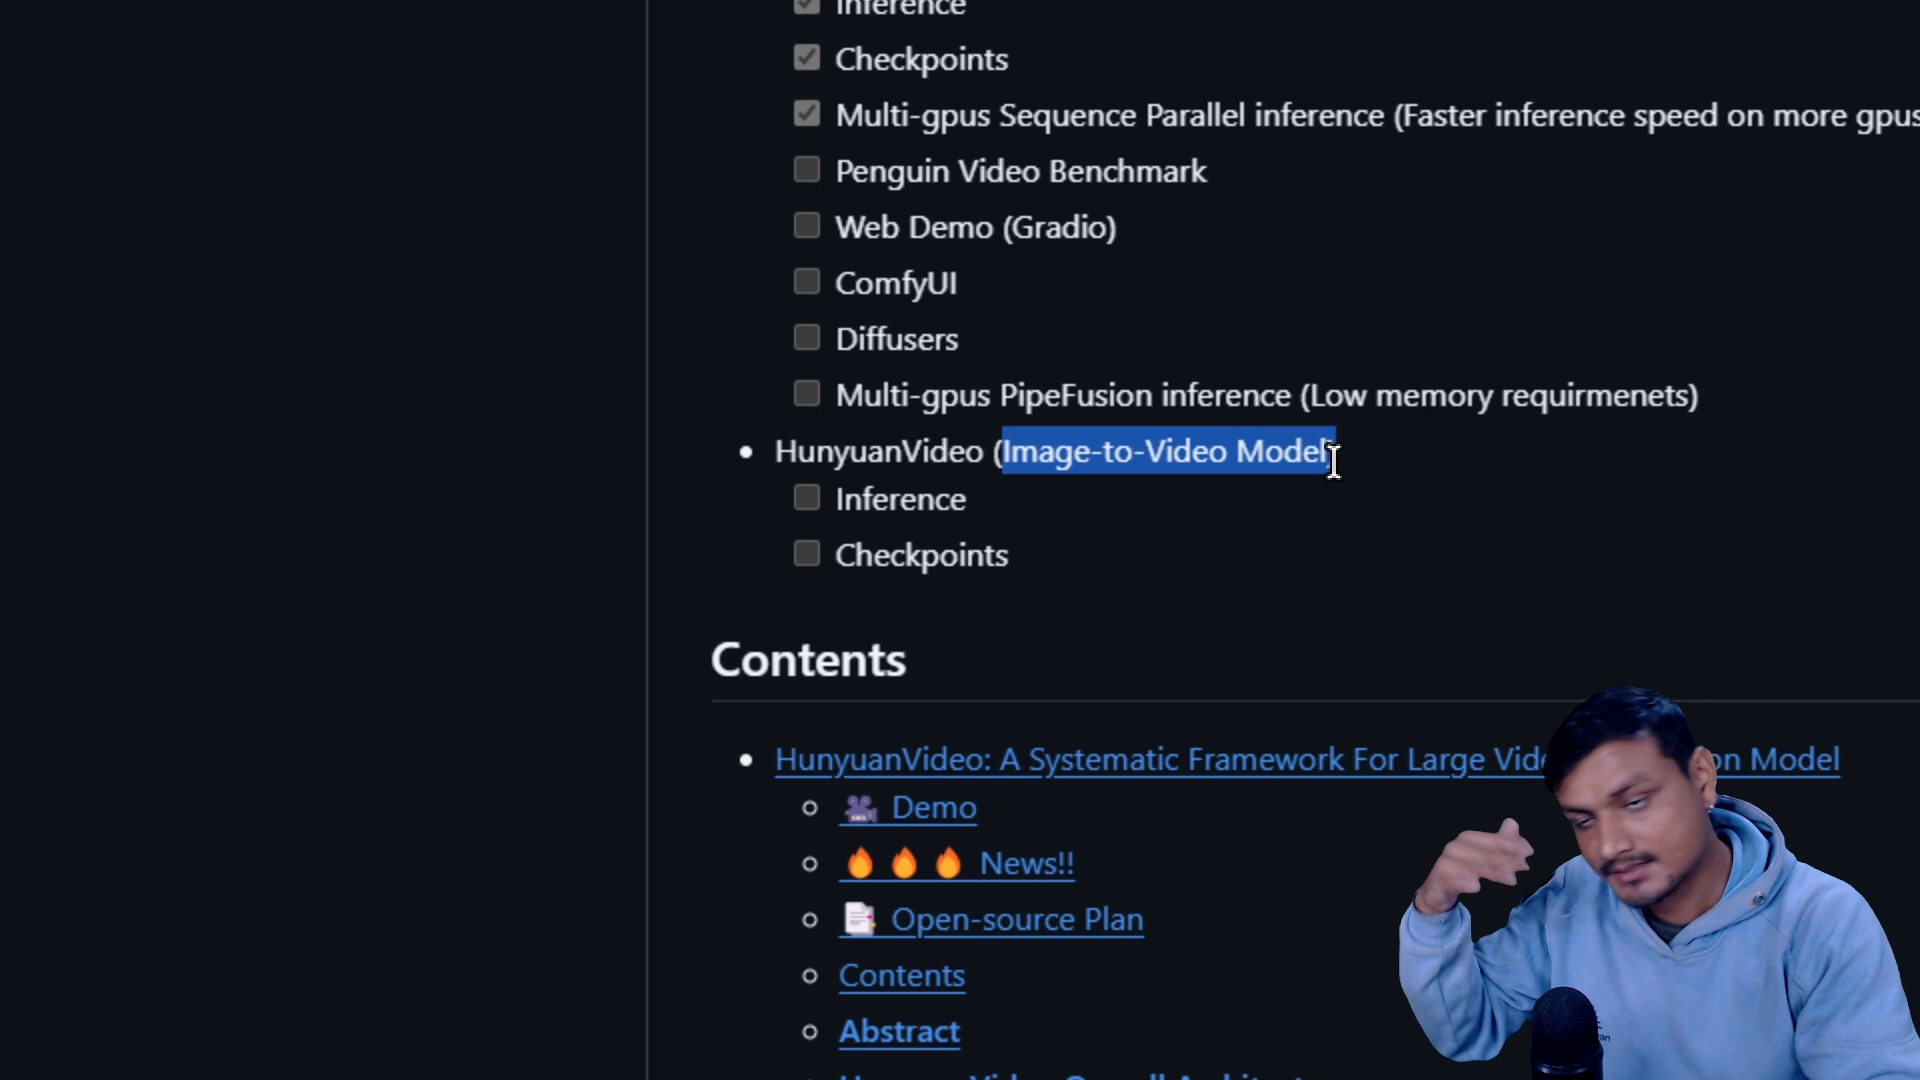 Inference
Checkpoints
Multi-gpus Sequence Parallel inference (Faster inference speed on more gpus
Penguin Video Benchmark
Web Demo (Gradio)
ComfyUI
Diffusers
Multi-gpus PipeFusion inference (Low memory requirmenets)
HunyuanVideo (Image-to-Video Model)
Inference
Checkpoints
Contents
HunyuanVideo: A Systematic Framework For Large Model
Demo
News!!
Open-source Plan
Contents
Abstract